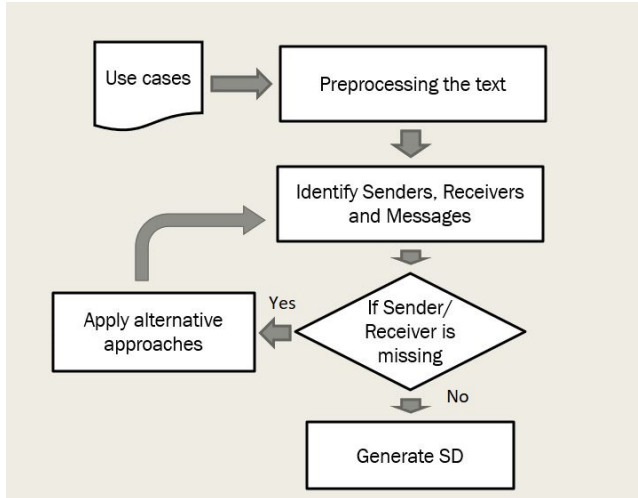 Use cases
Preprocessing the text
Identify Senders, Receivers
and Messages
If Sender/
Receiver is
missing
Yes
Apply alternative
approaches
No
Generate SD